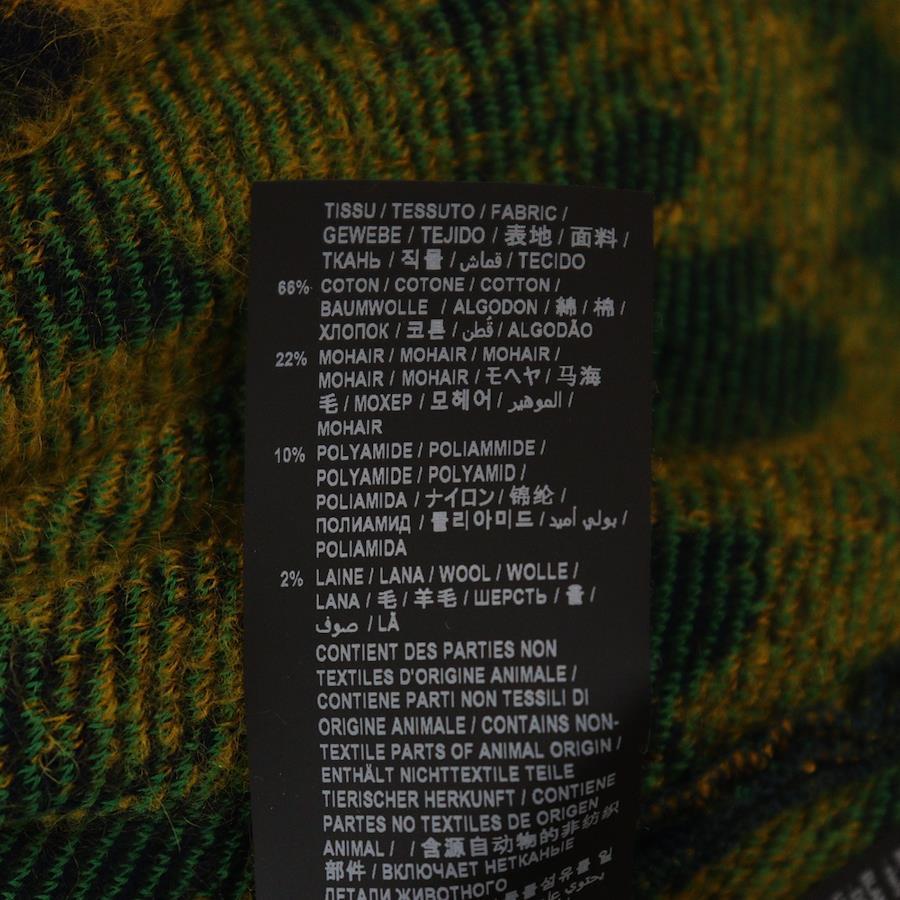 TISSU / TESSUTO / FABRIC /
GEWEBE / TEJIDO / 表地 / 面料 /
ТКАНЬ / 직물 / قماش / TECIDO
66% COTON / COTONE / COTTON /
BAUMWOLLE / ALGODON / 綿 / 棉 /
ХЛОПОК / 코튼 / قُطن / ALGODÃO
22% MOHAIR / MOHAIR / MOHAIR /
MOHAIR / MOHAIR / モヘヤ / 马海
毛 / МОХЕР / 모헤어 / الموهير /
MOHAIR
10% POLYAMIDE / POLIAMMIDE /
POLYAMIDE / POLYAMID /
POLIAMIDA / ナイロン / 锦纶 /
ПОЛИАМИД / 폴리아미드 / بولي أميد /
POLIAMIDA
2% LAINE / LANA / WOOL / WOLLE /
LANA / 毛 / 羊毛 / ШЕРСТЬ / 울 /
صوف / LÃ
CONTIENT DES PARTIES NON
TEXTILES D'ORIGINE ANIMALE /
CONTIENE PARTI NON TESSILI DI
ORIGINE ANIMALE / CONTAINS NON-
TEXTILE PARTS OF ANIMAL ORIGIN /
ENTHÄLT NICHTTEXTILE TEILE
TIERISCHER HERKUNFT / CONTIENE
PARTES NO TEXTILES DE ORIGEN
ANIMAL / / 含源自动物的非纺织
部件 / ВКЛЮЧАЕТ НЕТКАНЫЕ
ДЕТАЛИ ЖИВОТНОГО